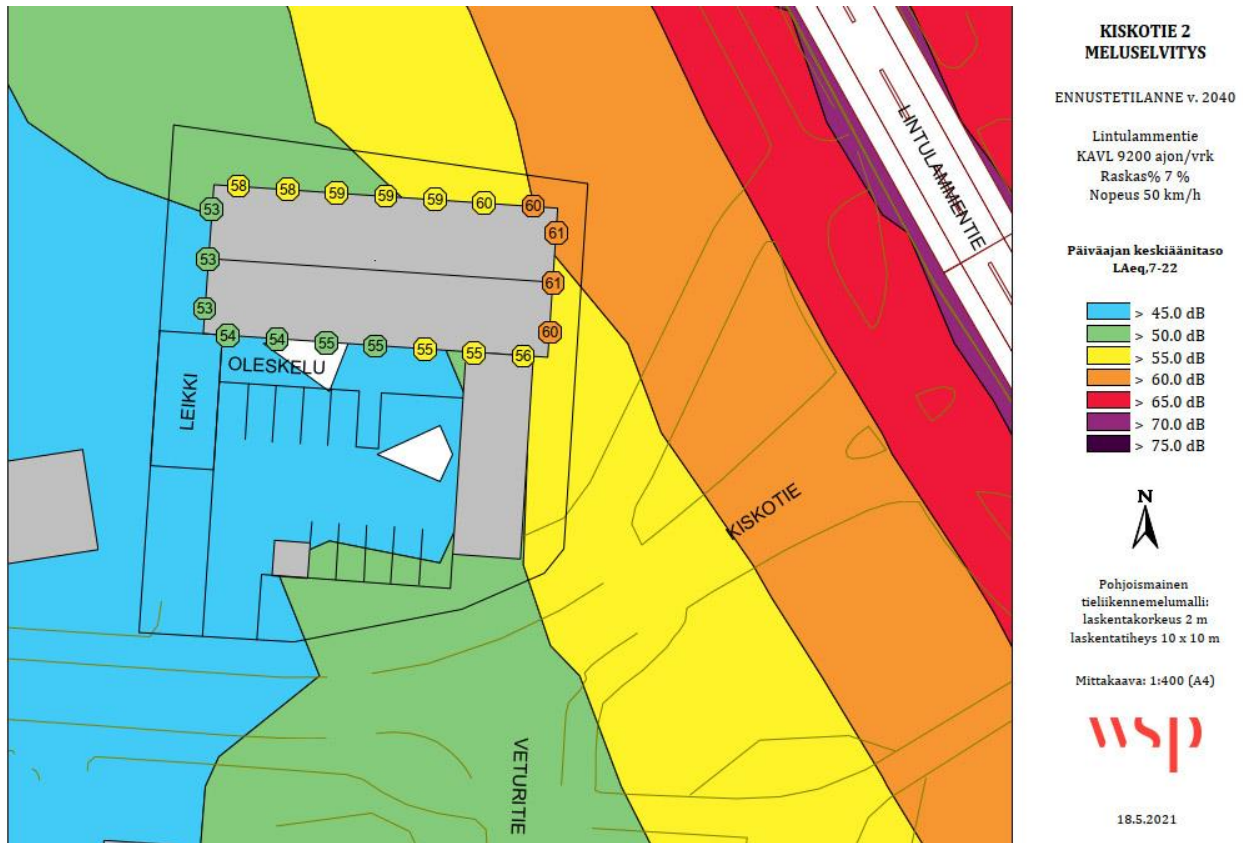 58 58 59 59 59 60 60
53 61
53 61
53 60
54 54 55 55 55 55 56
OLESKELU
LEIKKI
LINTULAMMENTIE
KISKOTIE
VETURITIE
KISKOTIE 2
MELUSELVITYS
ENNUSTETILANNE v. 2040
Lintulammentie
KAVL 9200 ajon/vrk
Raskas% 7 %
Nopeus 50 km/h
Päiväajan keskiäänitaso
LAeq,7-22
> 45.0 dB
> 50.0 dB
> 55.0 dB
> 60.0 dB
> 65.0 dB
> 70.0 dB
> 75.0 dB
N
Pohjoismainen
tieliikennemelumalli:
laskentakorkeus 2 m
laskentatiheys 10 x 10 m
Mittakaava: 1:400 (A4)
wsp
18.5.2021